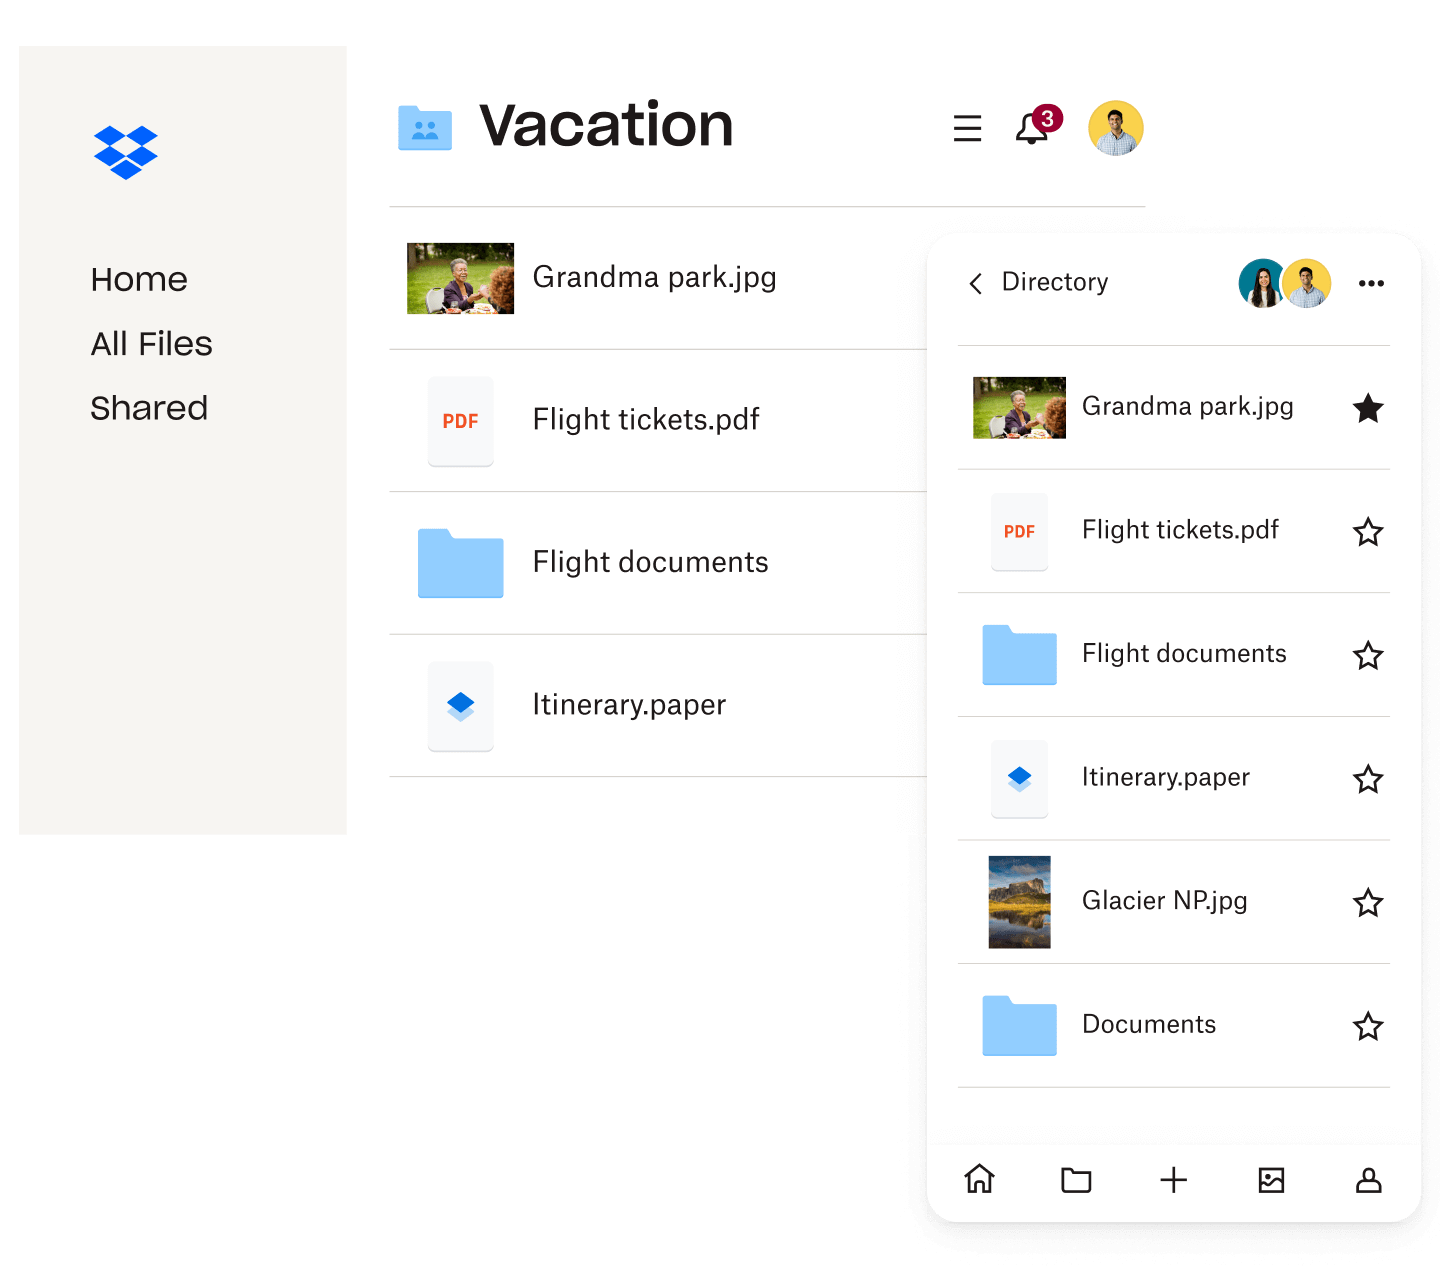 Home
All Files
Shared
Vacation
3
Grandma park.jpg
PDF
Flight tickets.pdf
Flight documents
Itinerary.paper
Directory
Grandma park.jpg
PDF
Flight tickets.pdf
Flight documents
Itinerary.paper
Glacier NP.jpg
Documents